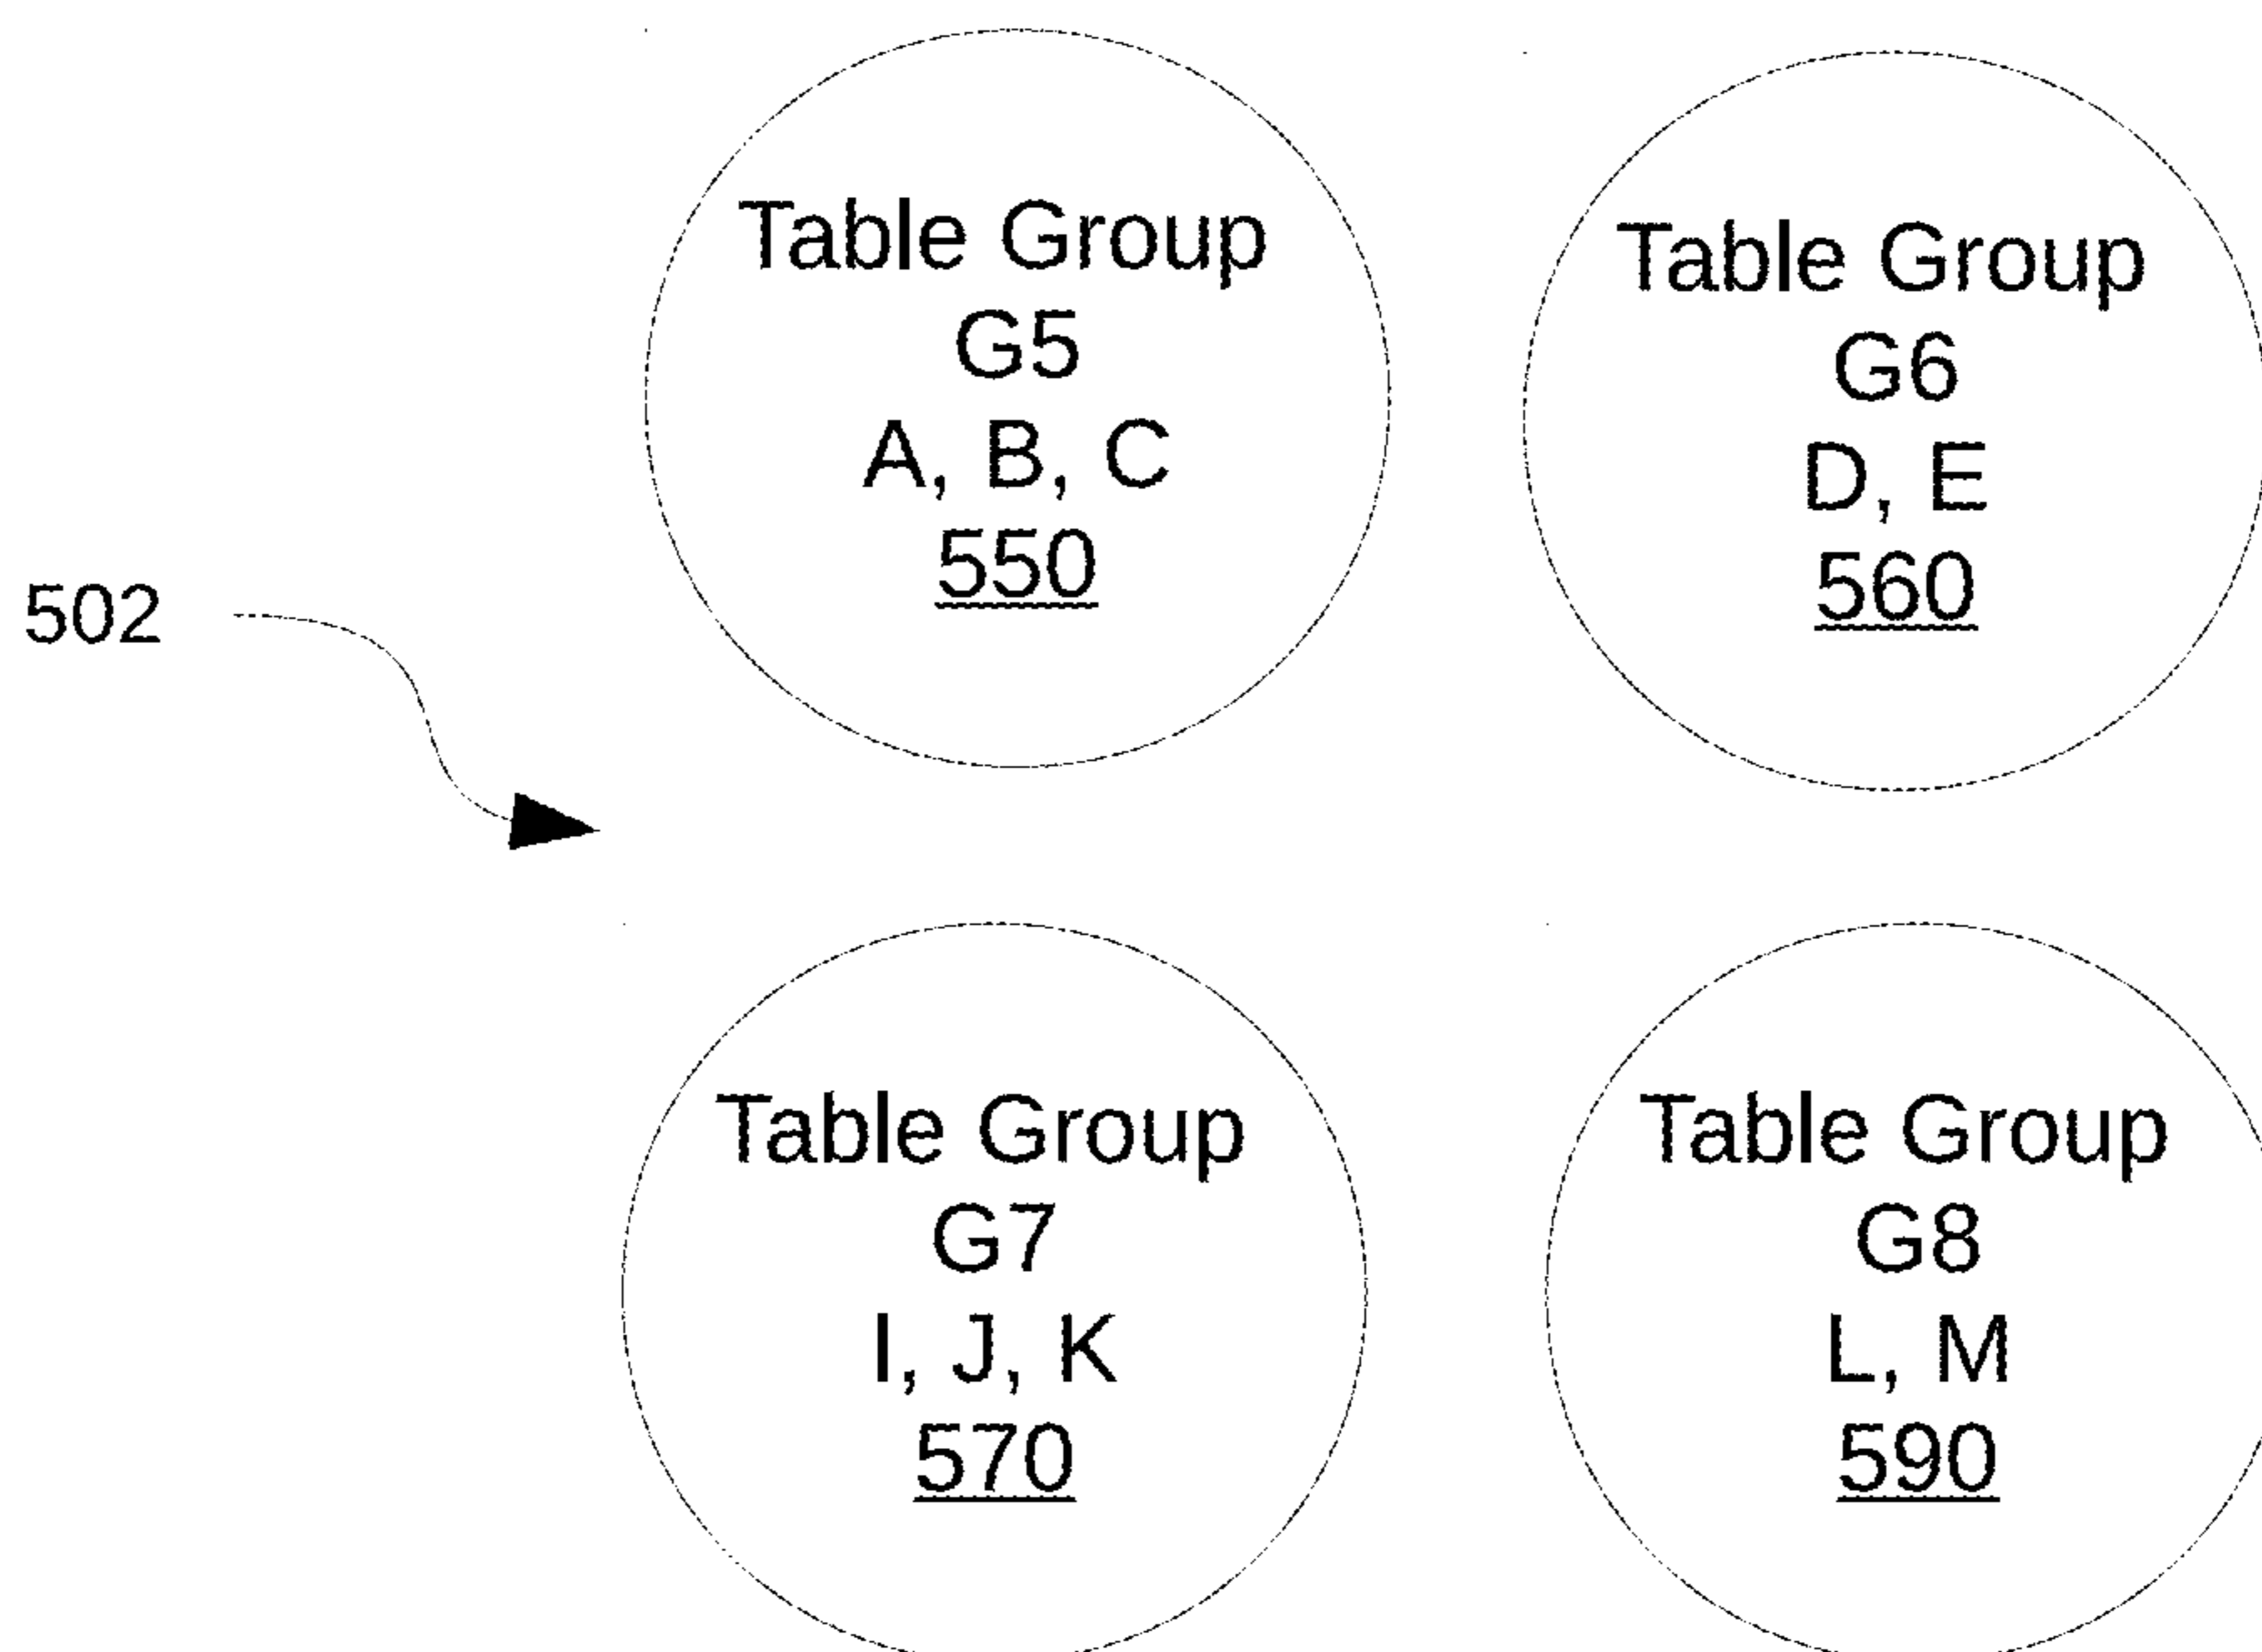 Table Group
G5
A, B, C
550
Table Group
G6
D, E
560
502
Table Group
G7
I, J, K
570
Table Group
G8
L, M
590